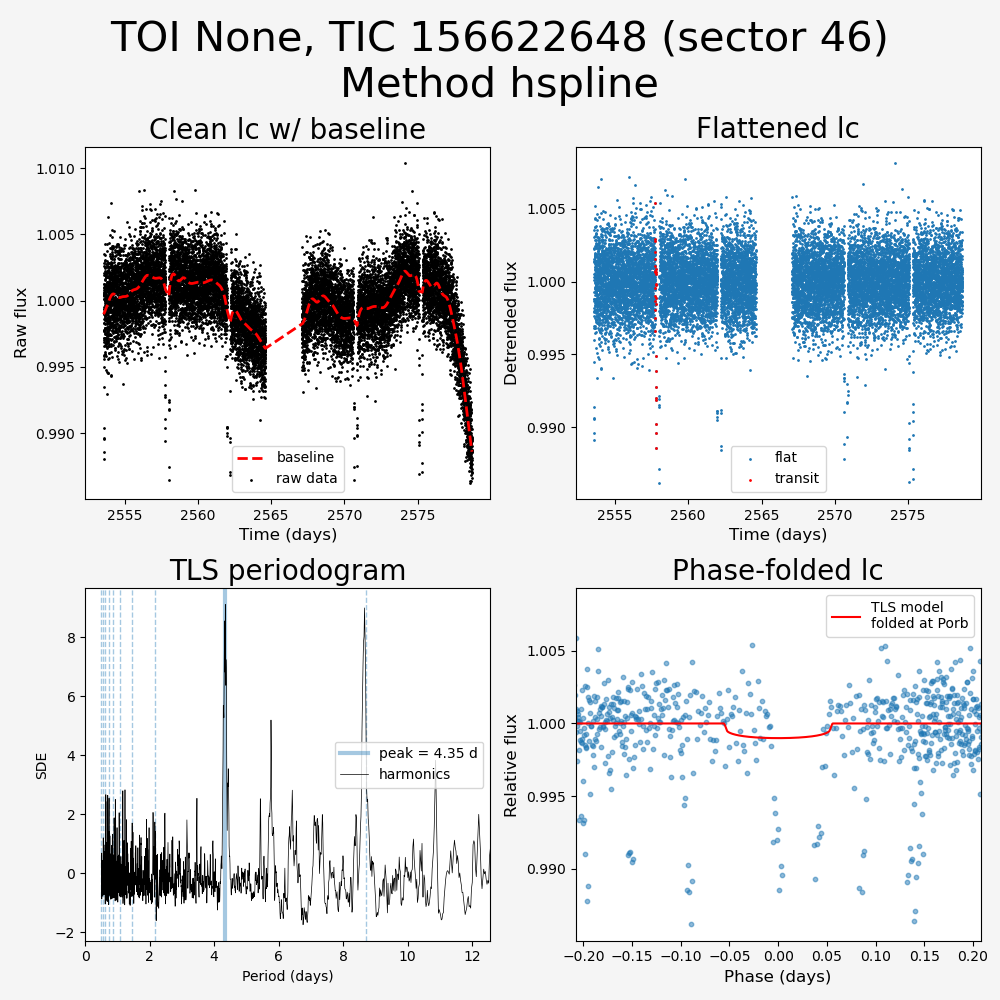 TOI None, TIC 156622648 (sector 46)
Method hspline
Clean lc w/ baseline
Raw flux
1.010
1.005
1.000
0.995
0.990
baseline
raw data
2555 2560 2565 2570 2575
Time (days)
Flattened lc
Detrended flux
1.005
1.000
0.995
0.990
flat
transit
2555 2560 2565 2570 2575
Time (days)
TLS periodogram
SDE
8
6
4
2
0
−2
peak = 4.35 d
harmonics
0 2 4 6 8 10 12
Period (days)
Phase-folded lc
Relative flux
1.005
1.000
0.995
0.990
TLS model
folded at Porb
−0.20 −0.15 −0.10 −0.05 0.00 0.05 0.10 0.15 0.20
Phase (days)